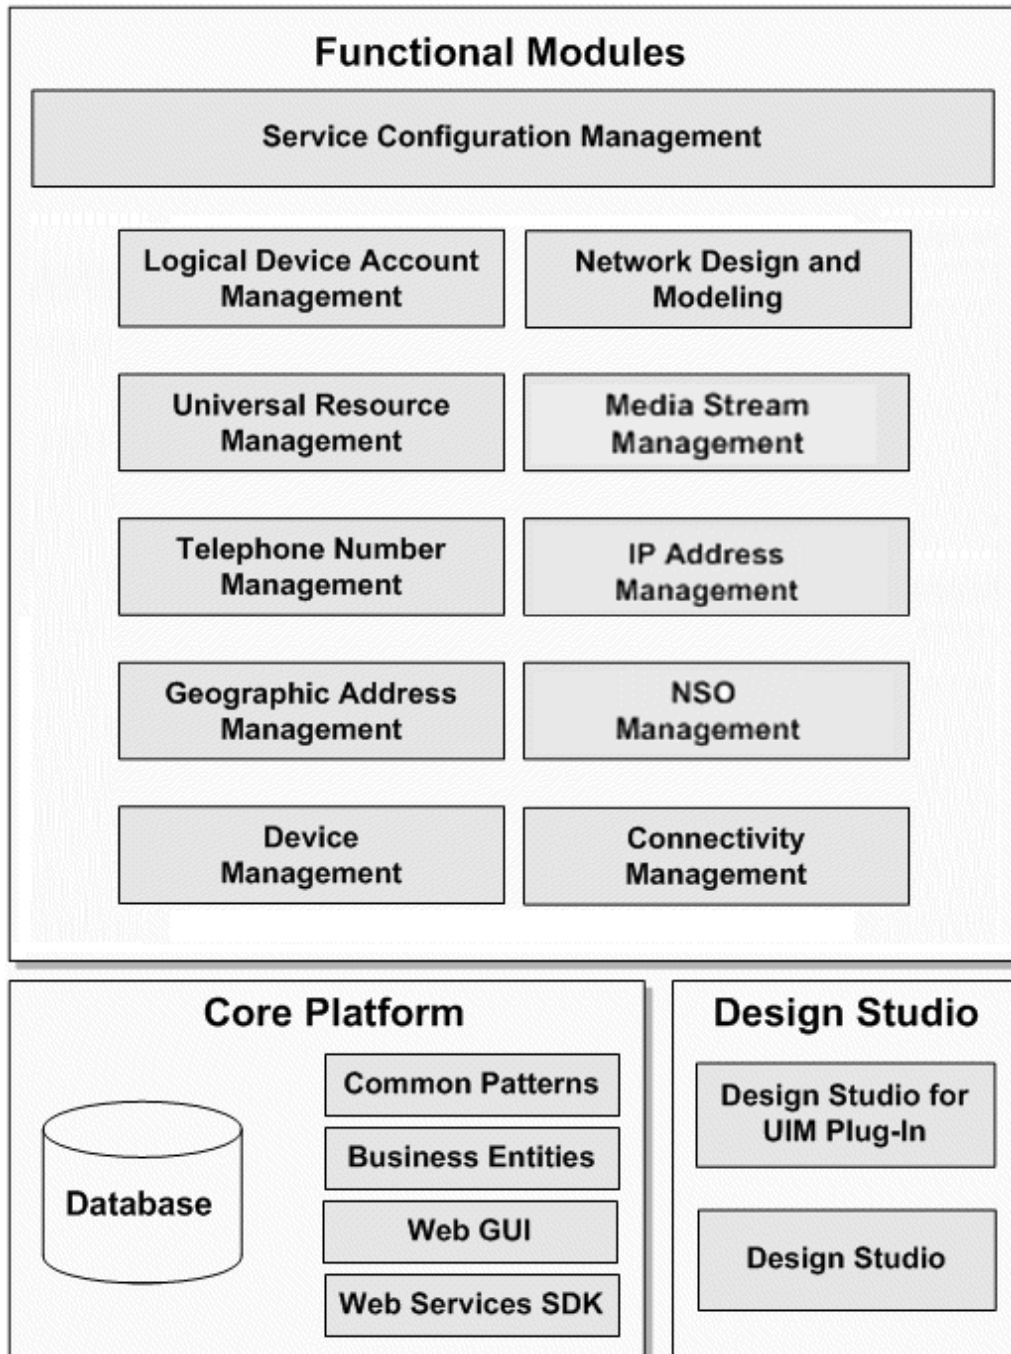 Functional Modules
Service Configuration Management
Logical Device Account
Management
Network Design and
Modeling
Universal Resource
Management
Media Stream
Management
Telephone Number
Management
IP Address
Management
Geographic Address
Management
NSO
Management
Device
Management
Connectivity
Management
Core Platform
Database
Common Patterns
Business Entities
Web GUI
Web Services SDK
Design Studio
Design Studio for
UIM Plug-In
Design Studio